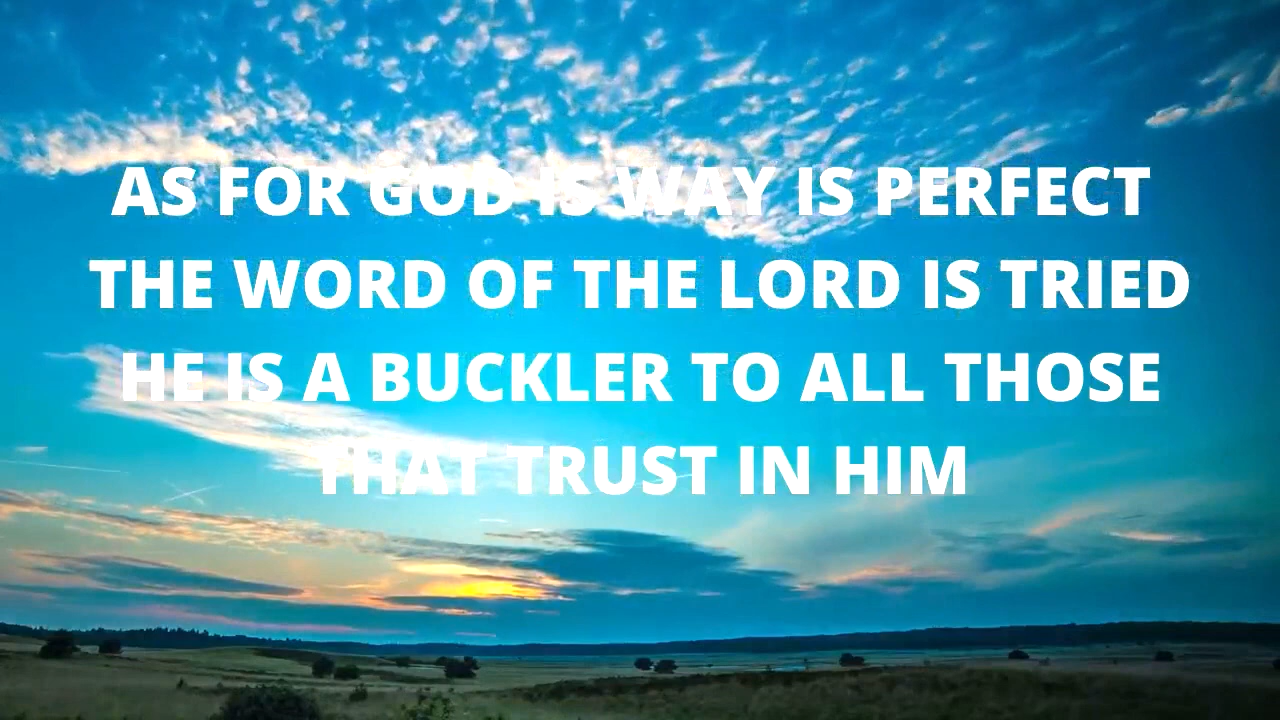 AS FOR GOD IS WAY IS PERFECT
THE WORD OF THE LORD IS TRIED
HE IS A BUCKLER TO ALL THOSE
THAT TRUST IN HIM